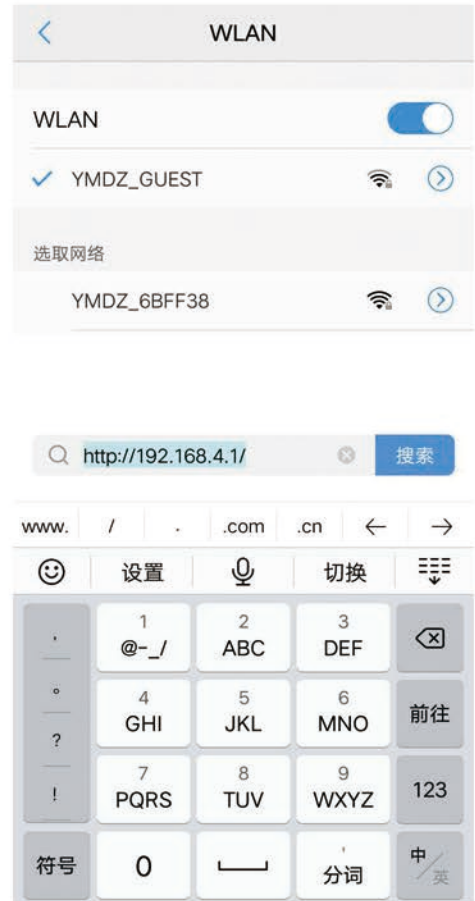 WLAN
WLAN
YMDZ_GUEST
选取网络
YMDZ_6BFF38
http://192.168.4.1/ 搜索
www. / . .com .cn ← →
设置 切换
, 1 2 3
@-_/ ABC DEF
。 4 5 6 前往
GHI JKL MNO
?
! 7 8 9 123
PQRS TUV WXYZ
符号 0 ' 分词 中/英